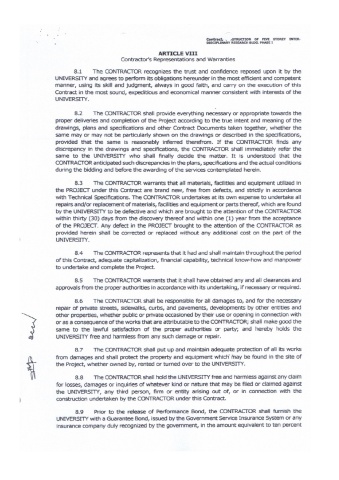 Contract, CONSTRUCTION OF FIVE STOREY INTER-
DISCIPLINARY RESEARCH BLDG PHASE I
ARTICLE VIII
Contractor's Representations and Warranties
8.1 The CONTRACTOR recognizes the trust and confidence reposed upon it by the
UNIVERSITY and agrees to perform its obligations hereunder in the most efficient and competent
manner, using its skill and judgment, always in good faith, and carry on the execution of this
Contract in the most sound, expeditious and economical manner consistent with interests of the
UNIVERSITY.
8.2 The CONTRACTOR shall provide everything necessary or appropriate towards the
proper deliveries and completion of the Project according to the true intent and meaning of the
drawings, plans and specifications and other Contract Documents taken together, whether the
same may or may not be particularly shown on the drawings or described in the specifications,
provided that the same is reasonably inferred therefrom. If the CONTRACTOR finds any
discrepancy in the drawings and specifications, the CONTRACTOR shall immediately refer the
same to the UNIVERSITY who shall finally decide the matter. It is understood that the
CONTRACTOR anticipated such discrepancies in the plans, specifications and the actual conditions
during the bidding and before the awarding of the services contemplated herein.
8.3 The CONTRACTOR warrants that all materials, facilities and equipment utilized in
the PROJECT under this Contract are brand new, free from defects, and strictly in accordance
with Technical Specifications. The CONTRACTOR undertakes at its own expense to undertake all
repairs and/or replacement of materials, facilities and equipment or parts thereof, which are found
by the UNIVERSITY to be defective and which are brought to the attention of the CONTRACTOR
within thirty (30) days from the discovery thereof and within one (1) year from the acceptance
of the PROJECT. Any defect in the PROJECT brought to the attention of the CONTRACTOR as
provided herein shall be corrected or replaced without any additional cost on the part of the
UNIVERSITY.
8.4 The CONTRACTOR represents that it had and shall maintain throughout the period
of this Contract, adequate capitalization, financial capability, technical know-how and manpower
to undertake and complete the Project.
8.5 The CONTRACTOR warrants that it shall have obtained any and all clearances and
approvals from the proper authorities in accordance with its undertaking, if necessary or required.
8.6 The CONTRACTOR shall be responsible for all damages to, and for the necessary
repair of private streets, sidewalks, curbs, and pavements, developments by other entities and
other properties, whether public or private occasioned by their use or opening in connection with
or as a consequence of the works that are attributable to the CONTRACTOR; shall make good the
same to the lawful satisfaction of the proper authorities or party; and hereby holds the
UNIVERSITY free and harmless from any such damage or repair.
8.7 The CONTRACTOR shall put up and maintain adequate protection of all its works
from damages and shall protect the property and equipment which may be found in the site of
the Project, whether owned by, rented or turned over to the UNIVERSITY.
8.8 The CONTRACTOR shall hold the UNIVERSITY free and harmless against any claim
for losses, damages or injuries of whatever kind or nature that may be filed or claimed against
the UNIVERSITY, any third person, firm or entity arising out of, or in connection with the
construction undertaken by the CONTRACTOR under this Contract.
8.9 Prior to the release of Performance Bond, the CONTRACTOR shall furnish the
UNIVERSITY with a Guarantee Bond, issued by the Government Service Insurance System or any
insurance company duly recognized by the government, in the amount equivalent to ten percent